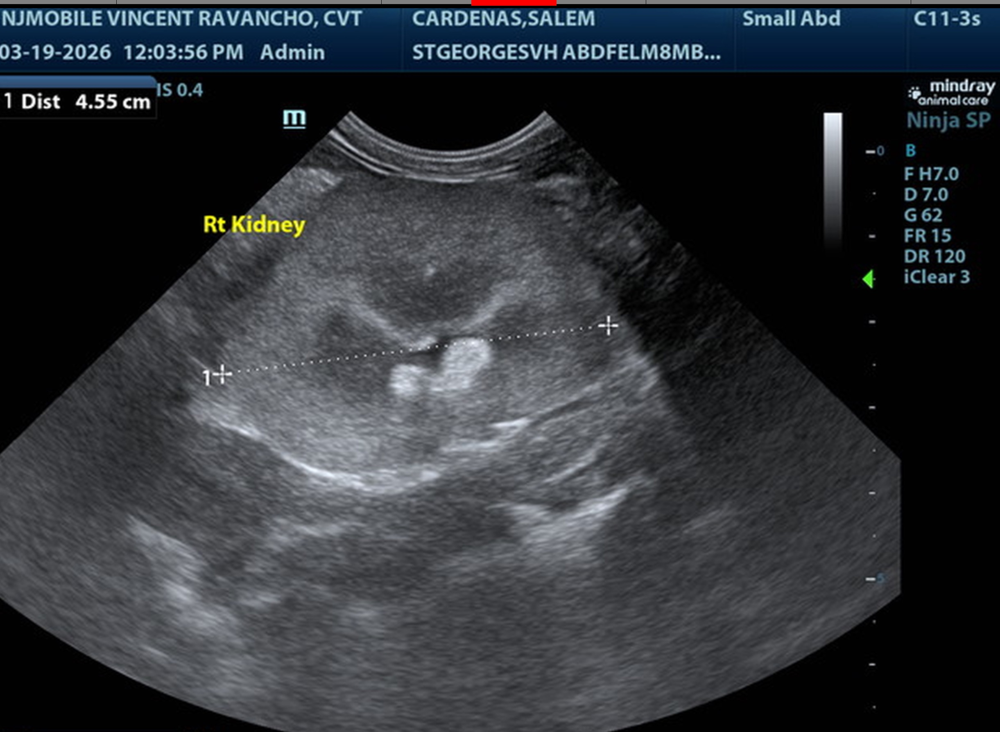 NJMOBILE VINCENT RAVANCHO, CVT
CARDENAS,SALEM
Small Abd
C11-3s
03-19-2026 12:03:56 PM Admin
STGEORGESVH ABDFELM8MB...
1 Dist 4.55 cm
IS 0.4
m
mindray
animal care
Ninja SP
0
B
F H7.0
D 7.0
G 62
FR 15
DR 120
iClear 3
Rt Kidney
1
5